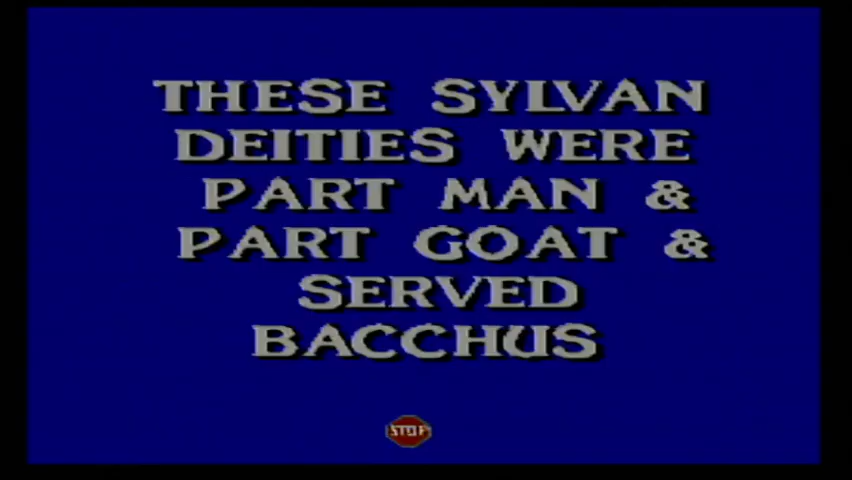 THESE SYLVAN
DEITIES WERE
PART MAN &
PART GOAT &
SERVED
BACCHUS
STOP